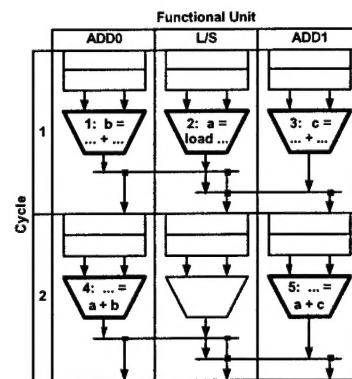 Functional Unit
ADD0 L/S ADD1
Cycle
1
1: b =
... + ...
2: a =
load ...
3: c =
... + ...
2
4: ... =
a + b
5: ... =
a + c